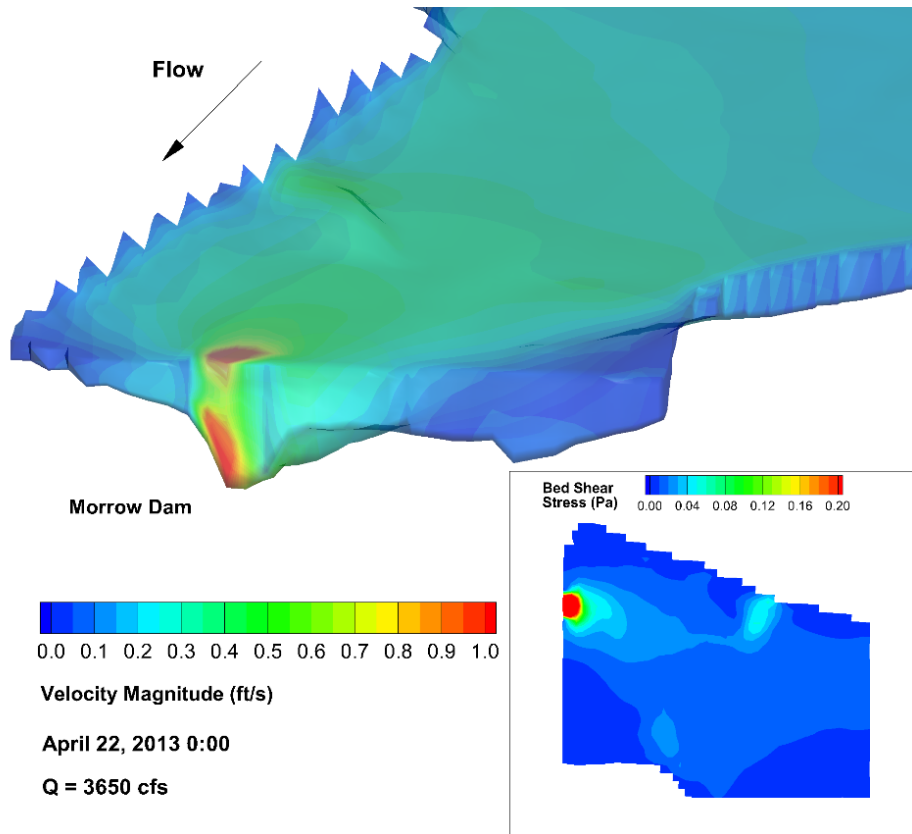 Flow
Morrow Dam
0.0 0.1 0.2 0.3 0.4 0.5 0.6 0.7 0.8 0.9 1.0
Velocity Magnitude (ft/s)
April 22, 2013 0:00
Q = 3650 cfs
Bed Shear
Stress (Pa)
0.00 0.04 0.08 0.12 0.16 0.20